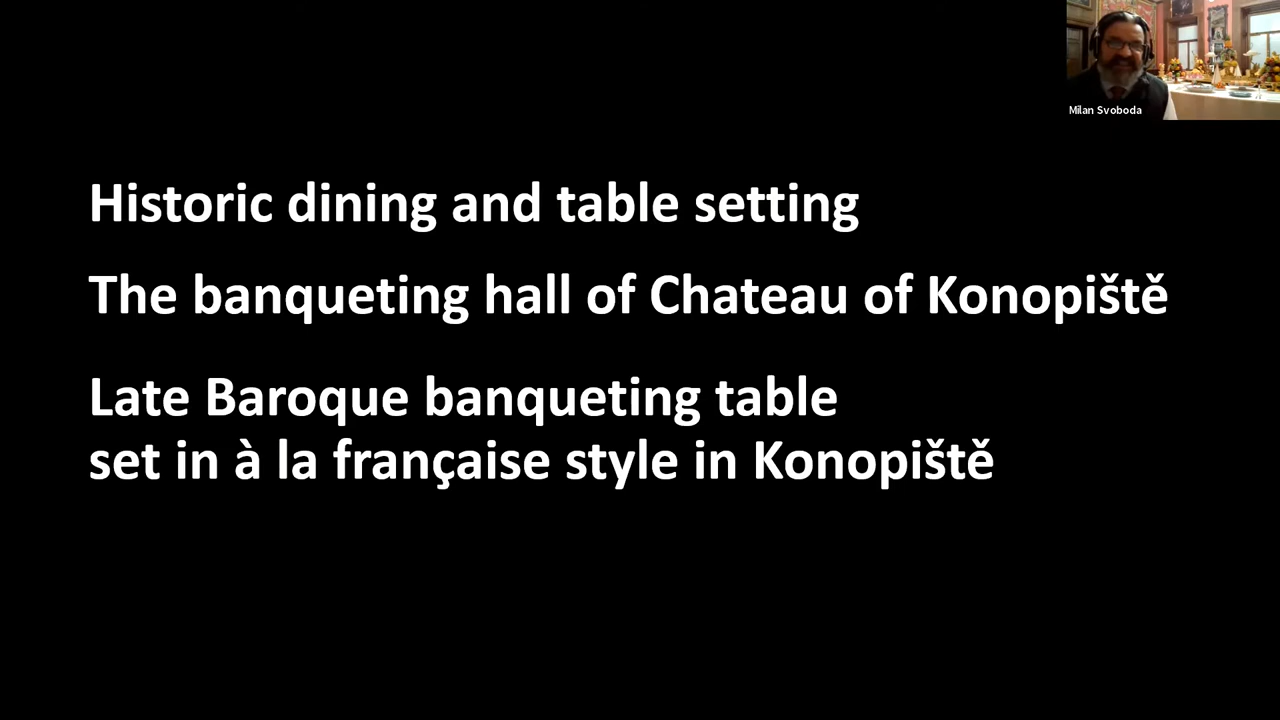 Milan Svoboda
Historic dining and table setting
The banqueting hall of Chateau of Konopiště
Late Baroque banqueting table
set in à la française style in Konopiště